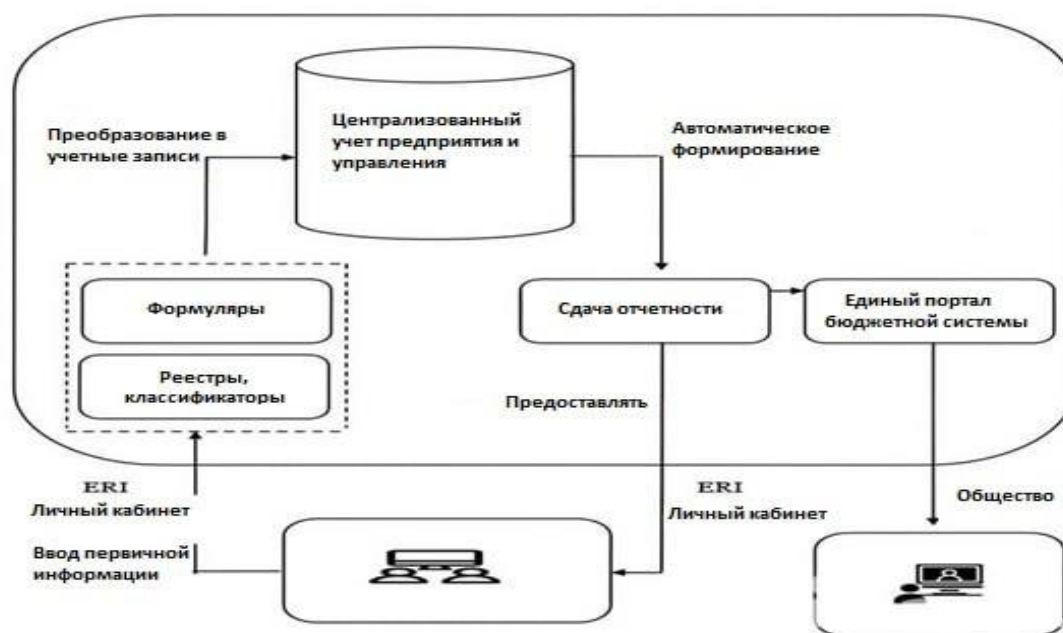 Преобразование в
учетные записи
Централизованный
учет предприятия и
управления
Автоматическое
формирование
Формуляры
Реестры,
классификаторы
Сдача отчетности
Единый портал
бюджетной системы
Предоставлять
ERI
Личный кабинет
ERI
Личный кабинет
Общество
Ввод первичной
информации